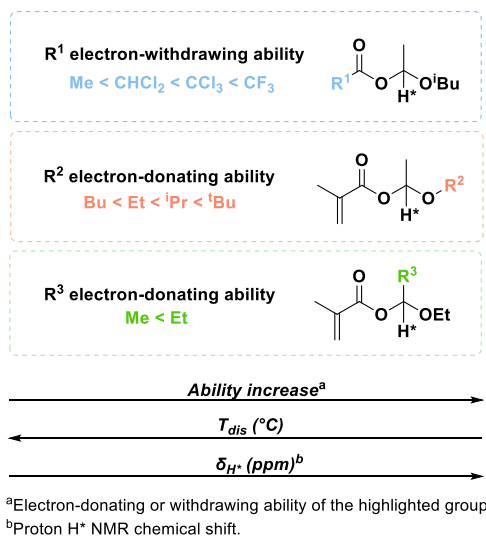 R¹ electron-withdrawing ability
Me < CHCl₂ < CCl₃ < CF₃
O
R¹ O OⁱBu
H*
R² electron-donating ability
Bu < Et < ⁱPr < ᵗBu
O
O O R²
H*
R³ electron-donating ability
Me < Et
O R³
O OEt
H*
Ability increaseᵃ
T_dis (°C)
δ_H* (ppm)ᵇ
ᵃElectron-donating or withdrawing ability of the highlighted group
ᵇProton H* NMR chemical shift.